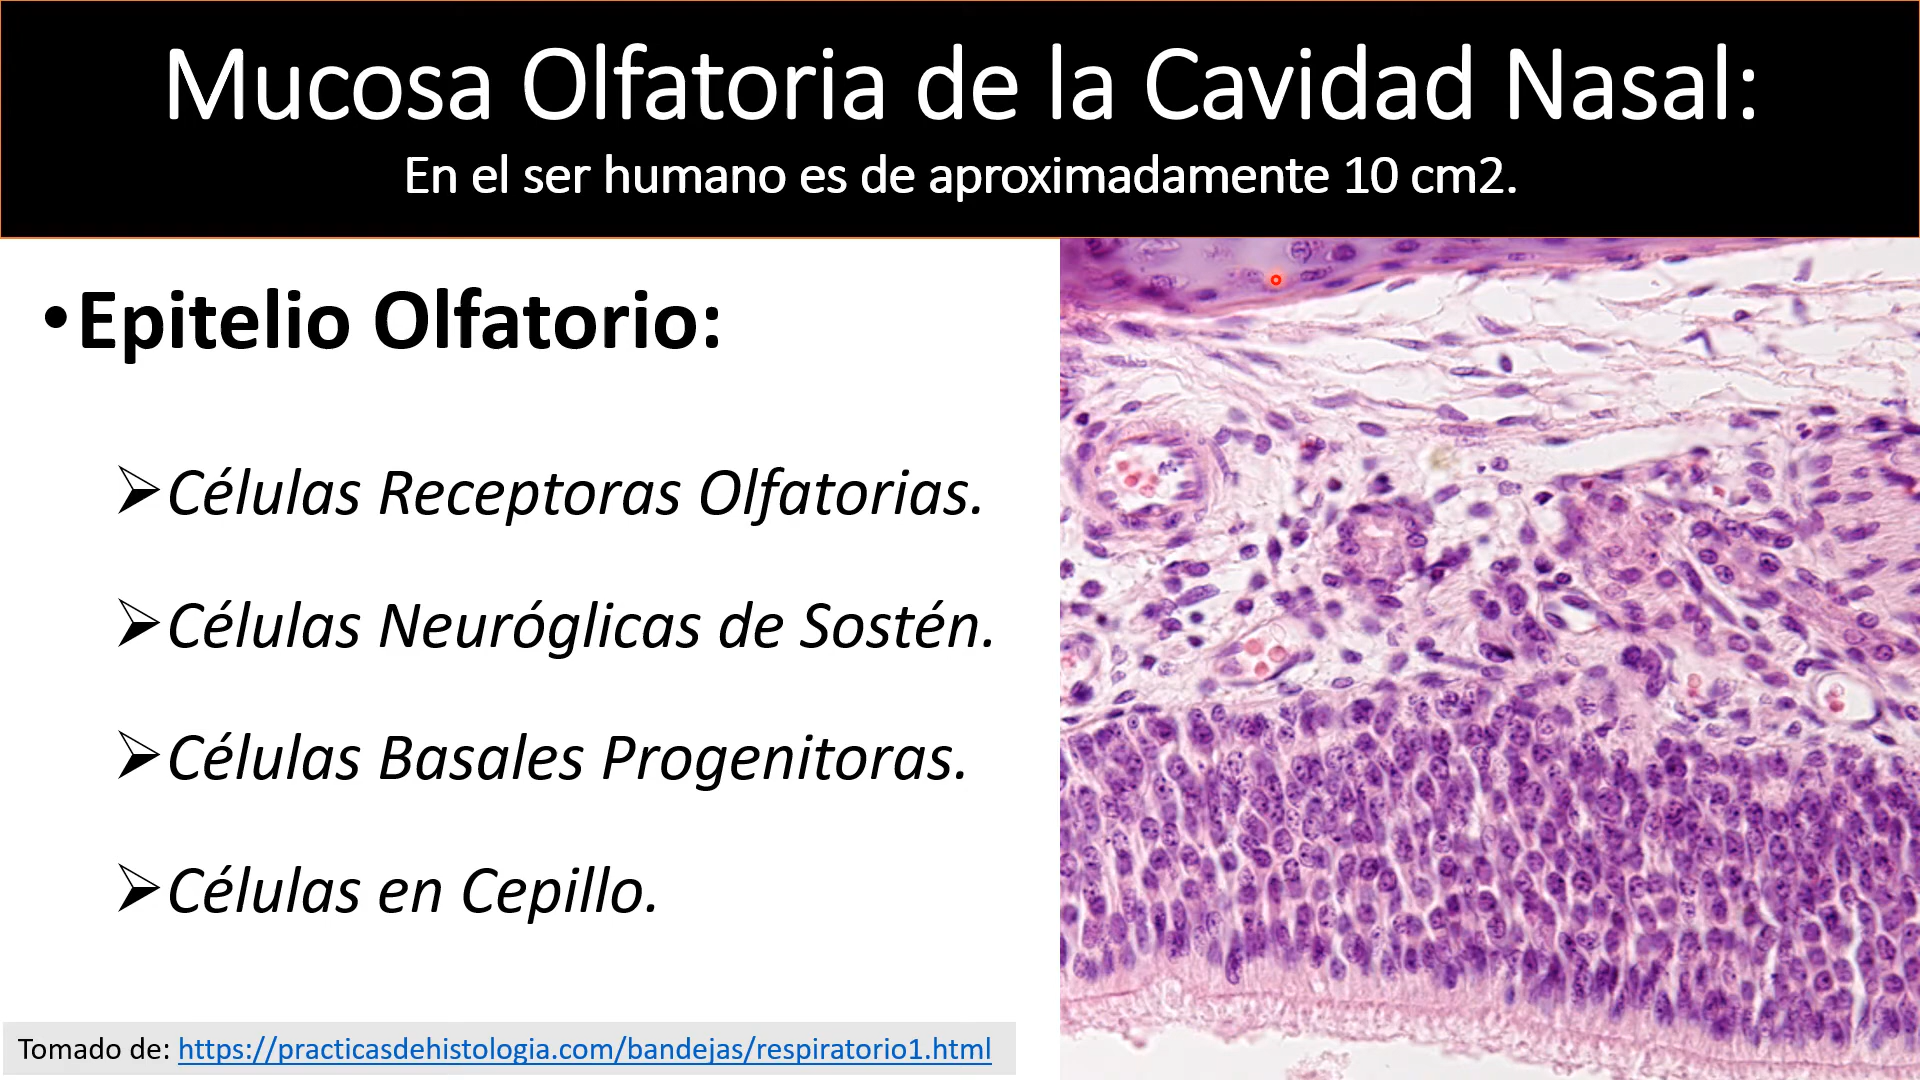 Mucosa Olfatoria de la Cavidad Nasal:
En el ser humano es de aproximadamente 10 cm2.
•Epitelio Olfatorio:
➢Células Receptoras Olfatorias.
➢Células Neuróglicas de Sostén.
➢Células Basales Progenitoras.
➢Células en Cepillo.
Tomado de: https://practicasdehistologia.com/bandejas/respiratorio1.html